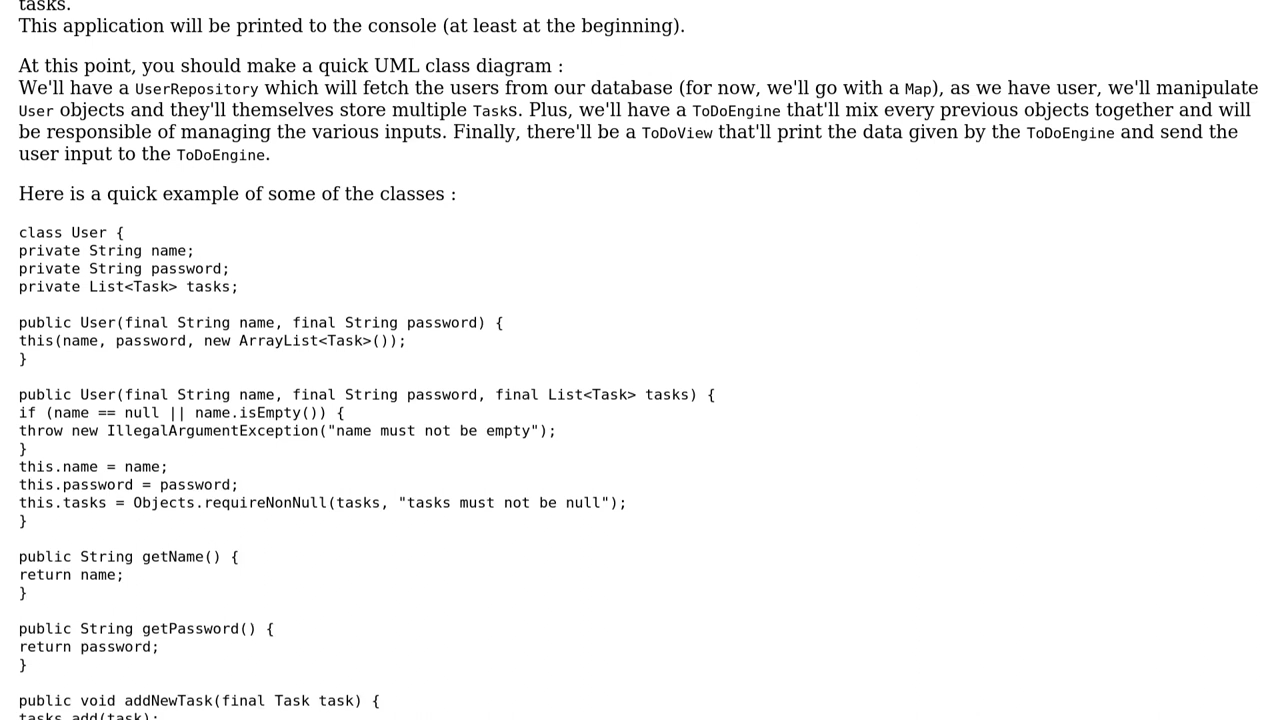 tasks.
This application will be printed to the console (at least at the beginning).
At this point, you should make a quick UML class diagram :
We'll have a UserRepository which will fetch the users from our database (for now, we'll go with a Map), as we have user, we'll manipulate
User objects and they'll themselves store multiple Tasks. Plus, we'll have a ToDoEngine that'll mix every previous objects together and will
be responsible of managing the various inputs. Finally, there'll be a ToDoView that'll print the data given by the ToDoEngine and send the
user input to the ToDoEngine.
Here is a quick example of some of the classes :
class User {
private String name;
private String password;
private List<Task> tasks;
public User(final String name, final String password) {
this(name, password, new ArrayList<Task>());
}
public User(final String name, final String password, final List<Task> tasks) {
if (name == null || name.isEmpty()) {
throw new IllegalArgumentException("name must not be empty");
}
this.name = name;
this.password = password;
this.tasks = Objects.requireNonNull(tasks, "tasks must not be null");
}
public String getName() {
return name;
}
public String getPassword() {
return password;
}
public void addNewTask(final Task task) {
tasks.add(task);